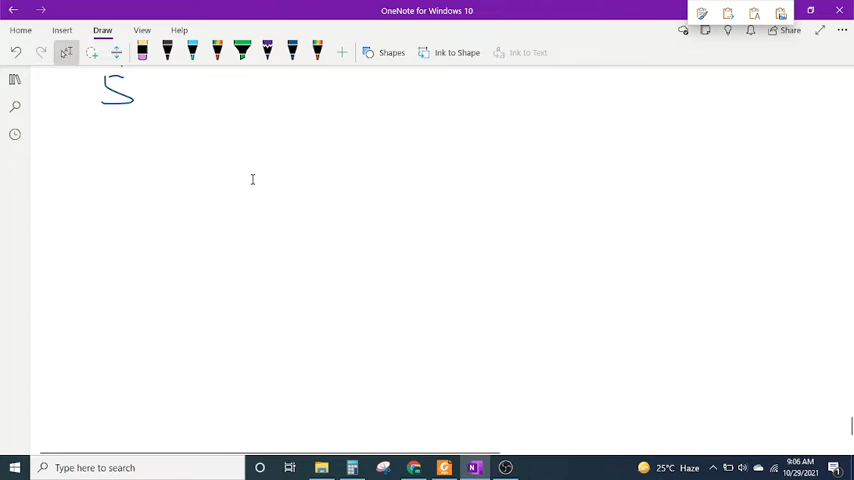 OneNote for Windows 10
Home Insert Draw View Help
Share
Shapes Ink to Shape Ink to Text
S
Type here to search
25°C Haze
9:06 AM
10/29/2021